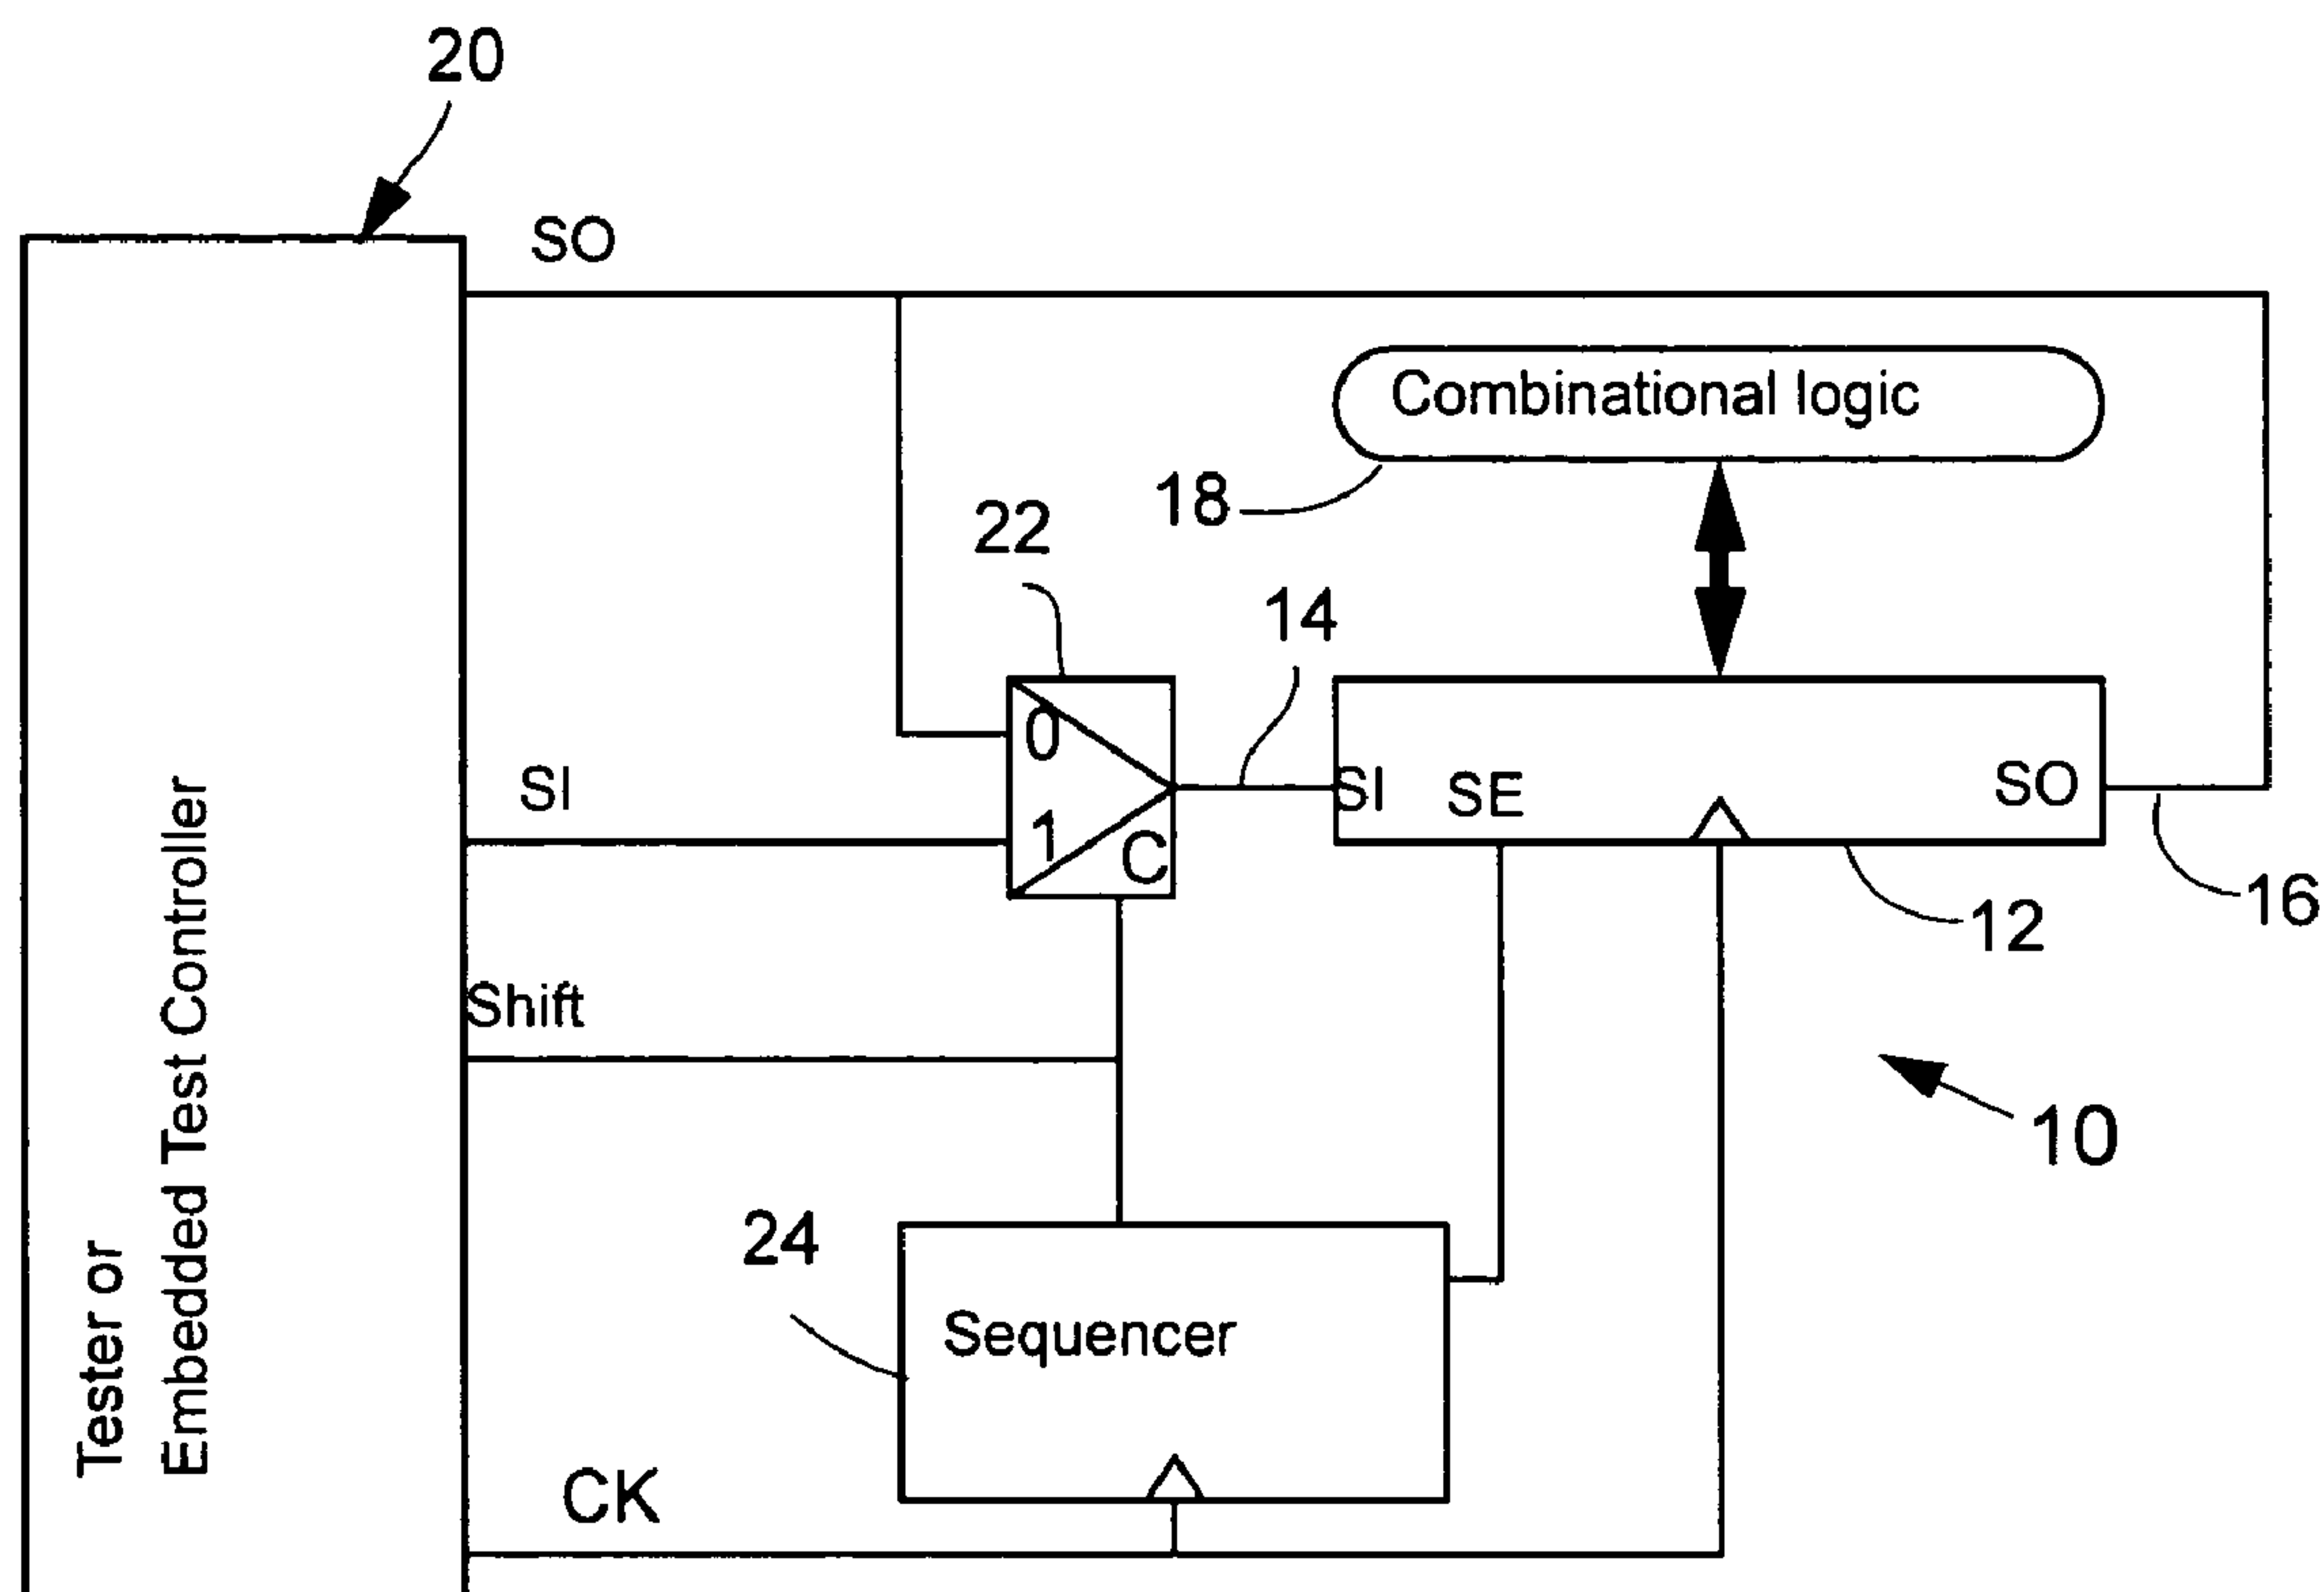 20
SO
Combinational logic
18
22
14
0
SI
SI
SE
SO
1
C
16
12
Shift
10
24
Sequencer
CK
Tester or
Embedded Test Controller